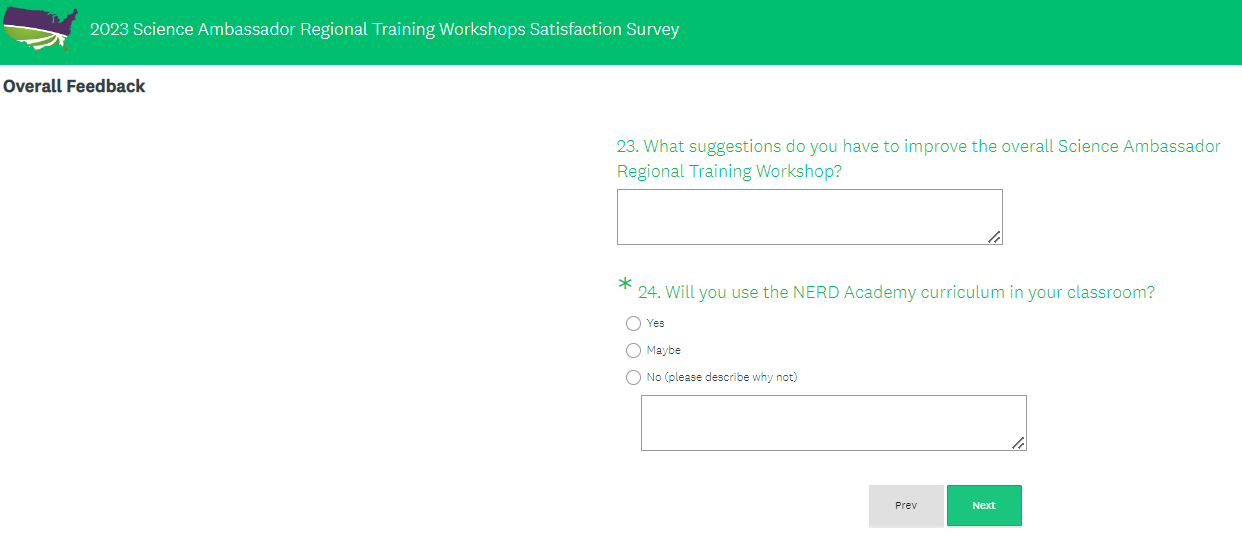 2023 Science Ambassador Regional Training Workshops Satisfaction Survey
Overall Feedback
23. What suggestions do you have to improve the overall Science Ambassador
Regional Training Workshop?
* 24. Will you use the NERD Academy curriculum in your classroom?
Yes
Maybe
No (please describe why not)
Prev
Next